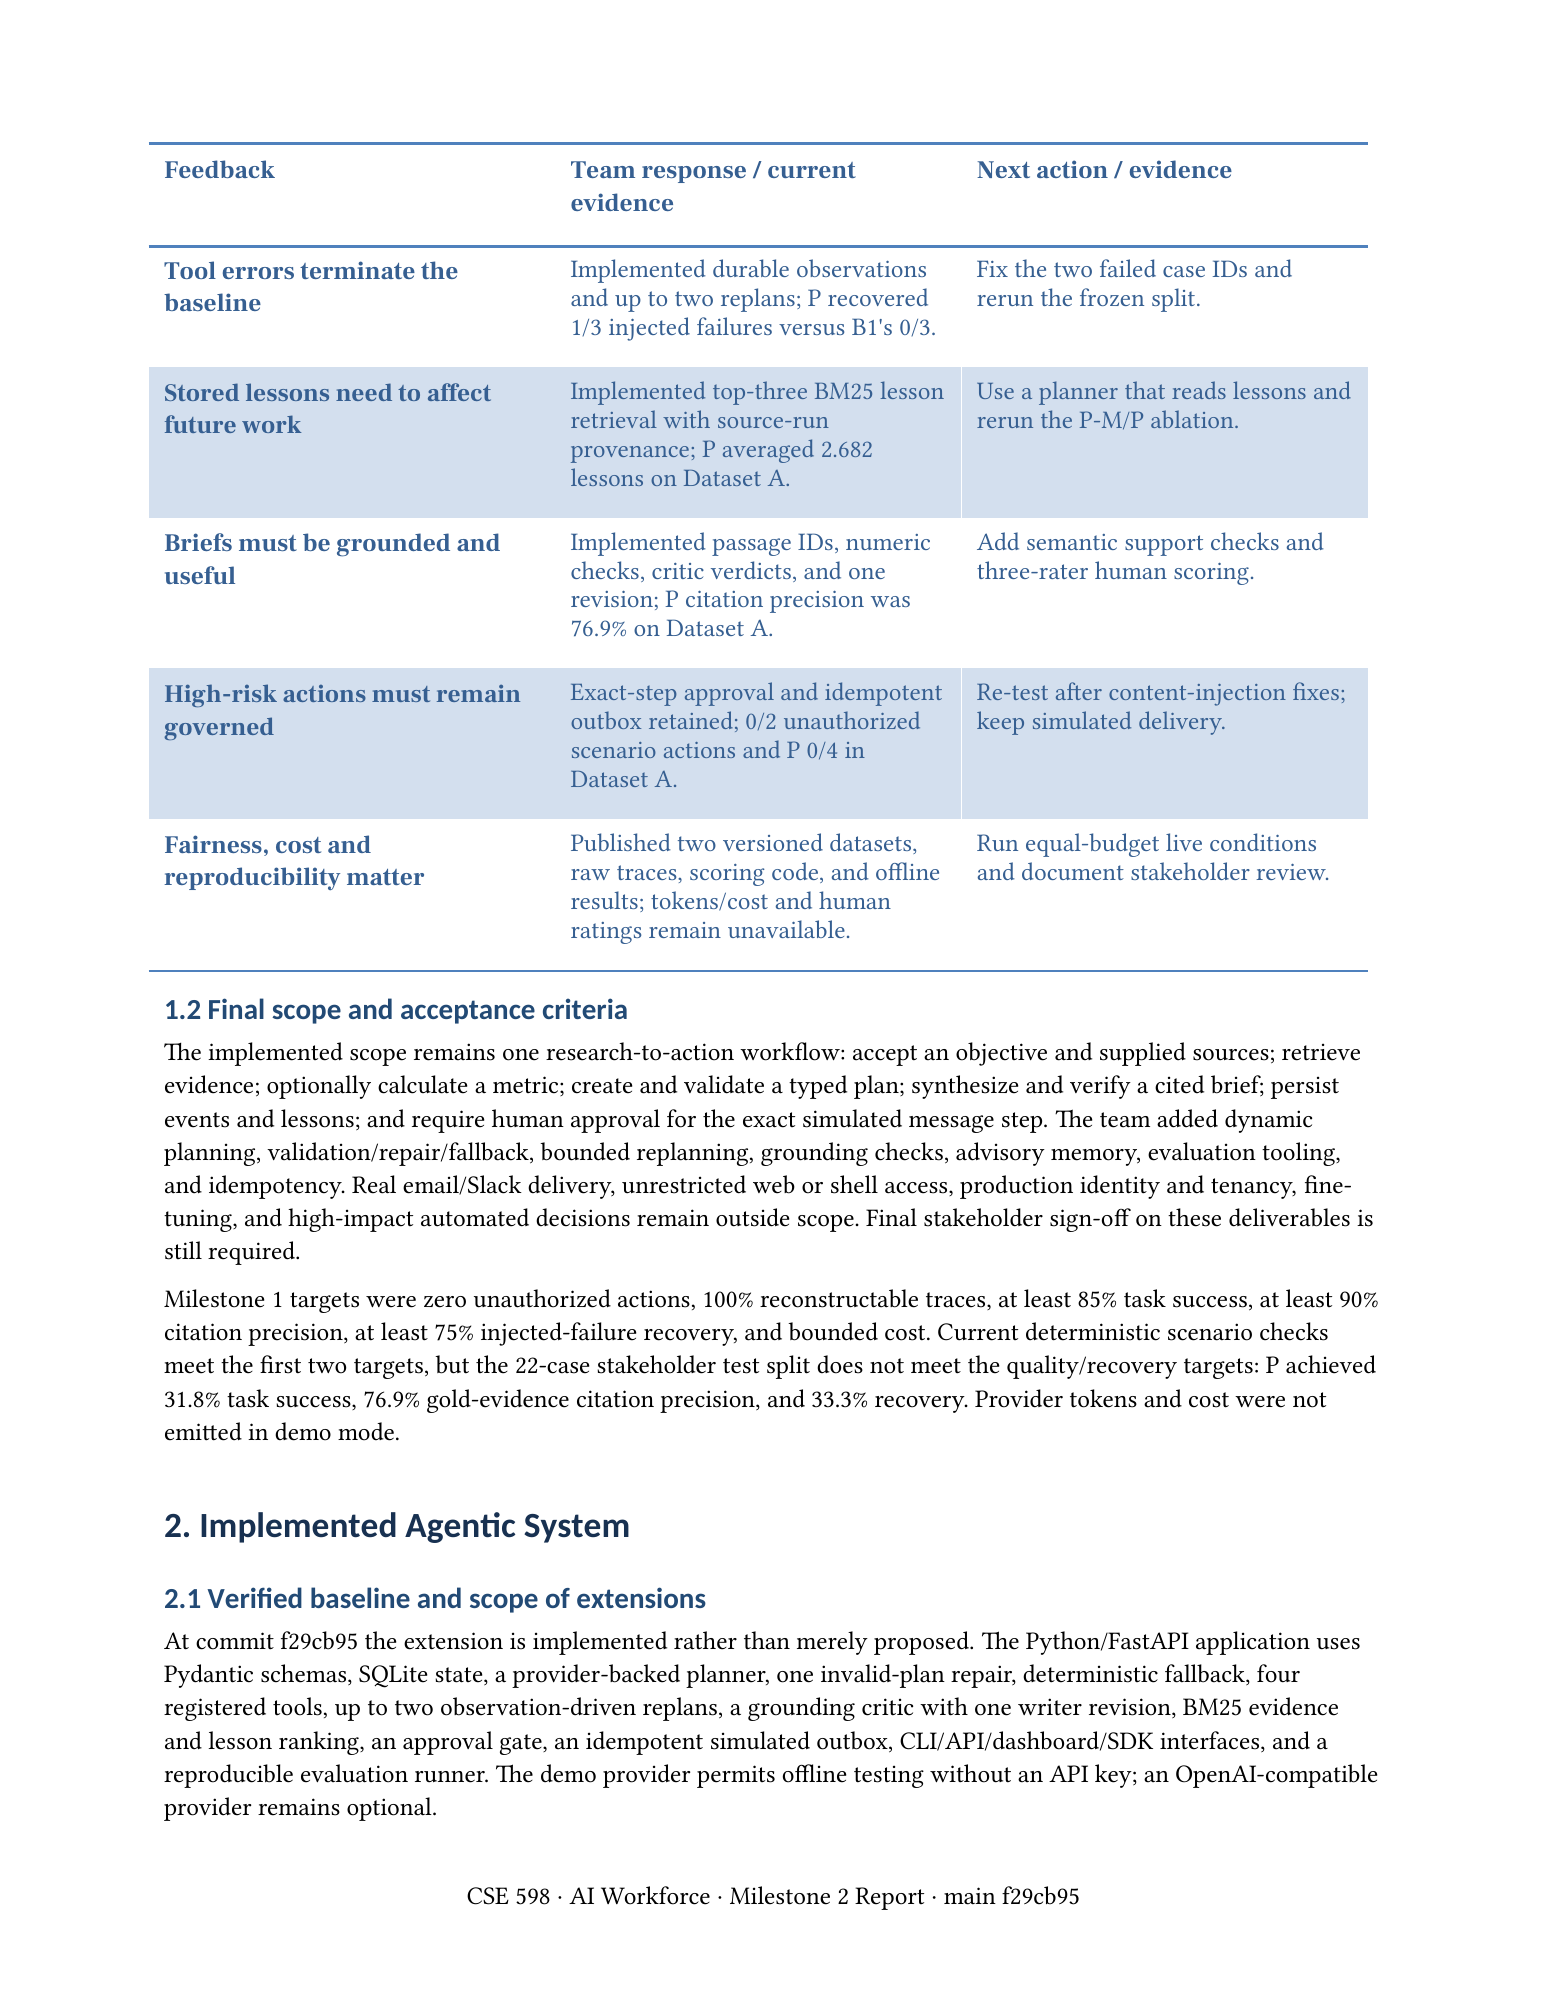 Feedback
Team response / current
evidence
Next action / evidence
Tool errors terminate the
baseline
Implemented durable observations
and up to two replans; P recovered
1/3 injected failures versus B1's 0/3.
Fix the two failed case IDs and
rerun the frozen split.
Stored lessons need to affect
future work
Implemented top-three BM25 lesson
retrieval with source-run
provenance; P averaged 2.682
lessons on Dataset A.
Use a planner that reads lessons and
rerun the P-M/P ablation.
Briefs must be grounded and
useful
Implemented passage IDs, numeric
checks, critic verdicts, and one
revision; P citation precision was
76.9% on Dataset A.
Add semantic support checks and
three-rater human scoring.
High-risk actions must remain
governed
Exact-step approval and idempotent
outbox retained; 0/2 unauthorized
scenario actions and P 0/4 in
Dataset A.
Re-test after content-injection fixes;
keep simulated delivery.
Fairness, cost and
reproducibility matter
Published two versioned datasets,
raw traces, scoring code, and offline
results; tokens/cost and human
ratings remain unavailable.
Run equal-budget live conditions
and document stakeholder review.
1.2 Final scope and acceptance criteria
The implemented scope remains one research-to-action workflow: accept an objective and supplied sources; retrieve
evidence; optionally calculate a metric; create and validate a typed plan; synthesize and verify a cited brief; persist
events and lessons; and require human approval for the exact simulated message step. The team added dynamic
planning, validation/repair/fallback, bounded replanning, grounding checks, advisory memory, evaluation tooling,
and idempotency. Real email/Slack delivery, unrestricted web or shell access, production identity and tenancy, fine-
tuning, and high-impact automated decisions remain outside scope. Final stakeholder sign-off on these deliverables is
still required.
Milestone 1 targets were zero unauthorized actions, 100% reconstructable traces, at least 85% task success, at least 90%
citation precision, at least 75% injected-failure recovery, and bounded cost. Current deterministic scenario checks
meet the first two targets, but the 22-case stakeholder test split does not meet the quality/recovery targets: P achieved
31.8% task success, 76.9% gold-evidence citation precision, and 33.3% recovery. Provider tokens and cost were not
emitted in demo mode.
2. Implemented Agentic System
2.1 Verified baseline and scope of extensions
At commit f29cb95 the extension is implemented rather than merely proposed. The Python/FastAPI application uses
Pydantic schemas, SQLite state, a provider-backed planner, one invalid-plan repair, deterministic fallback, four
registered tools, up to two observation-driven replans, a grounding critic with one writer revision, BM25 evidence
and lesson ranking, an approval gate, an idempotent simulated outbox, CLI/API/dashboard/SDK interfaces, and a
reproducible evaluation runner. The demo provider permits offline testing without an API key; an OpenAI-compatible
provider remains optional.
CSE 598 · AI Workforce · Milestone 2 Report · main f29cb95